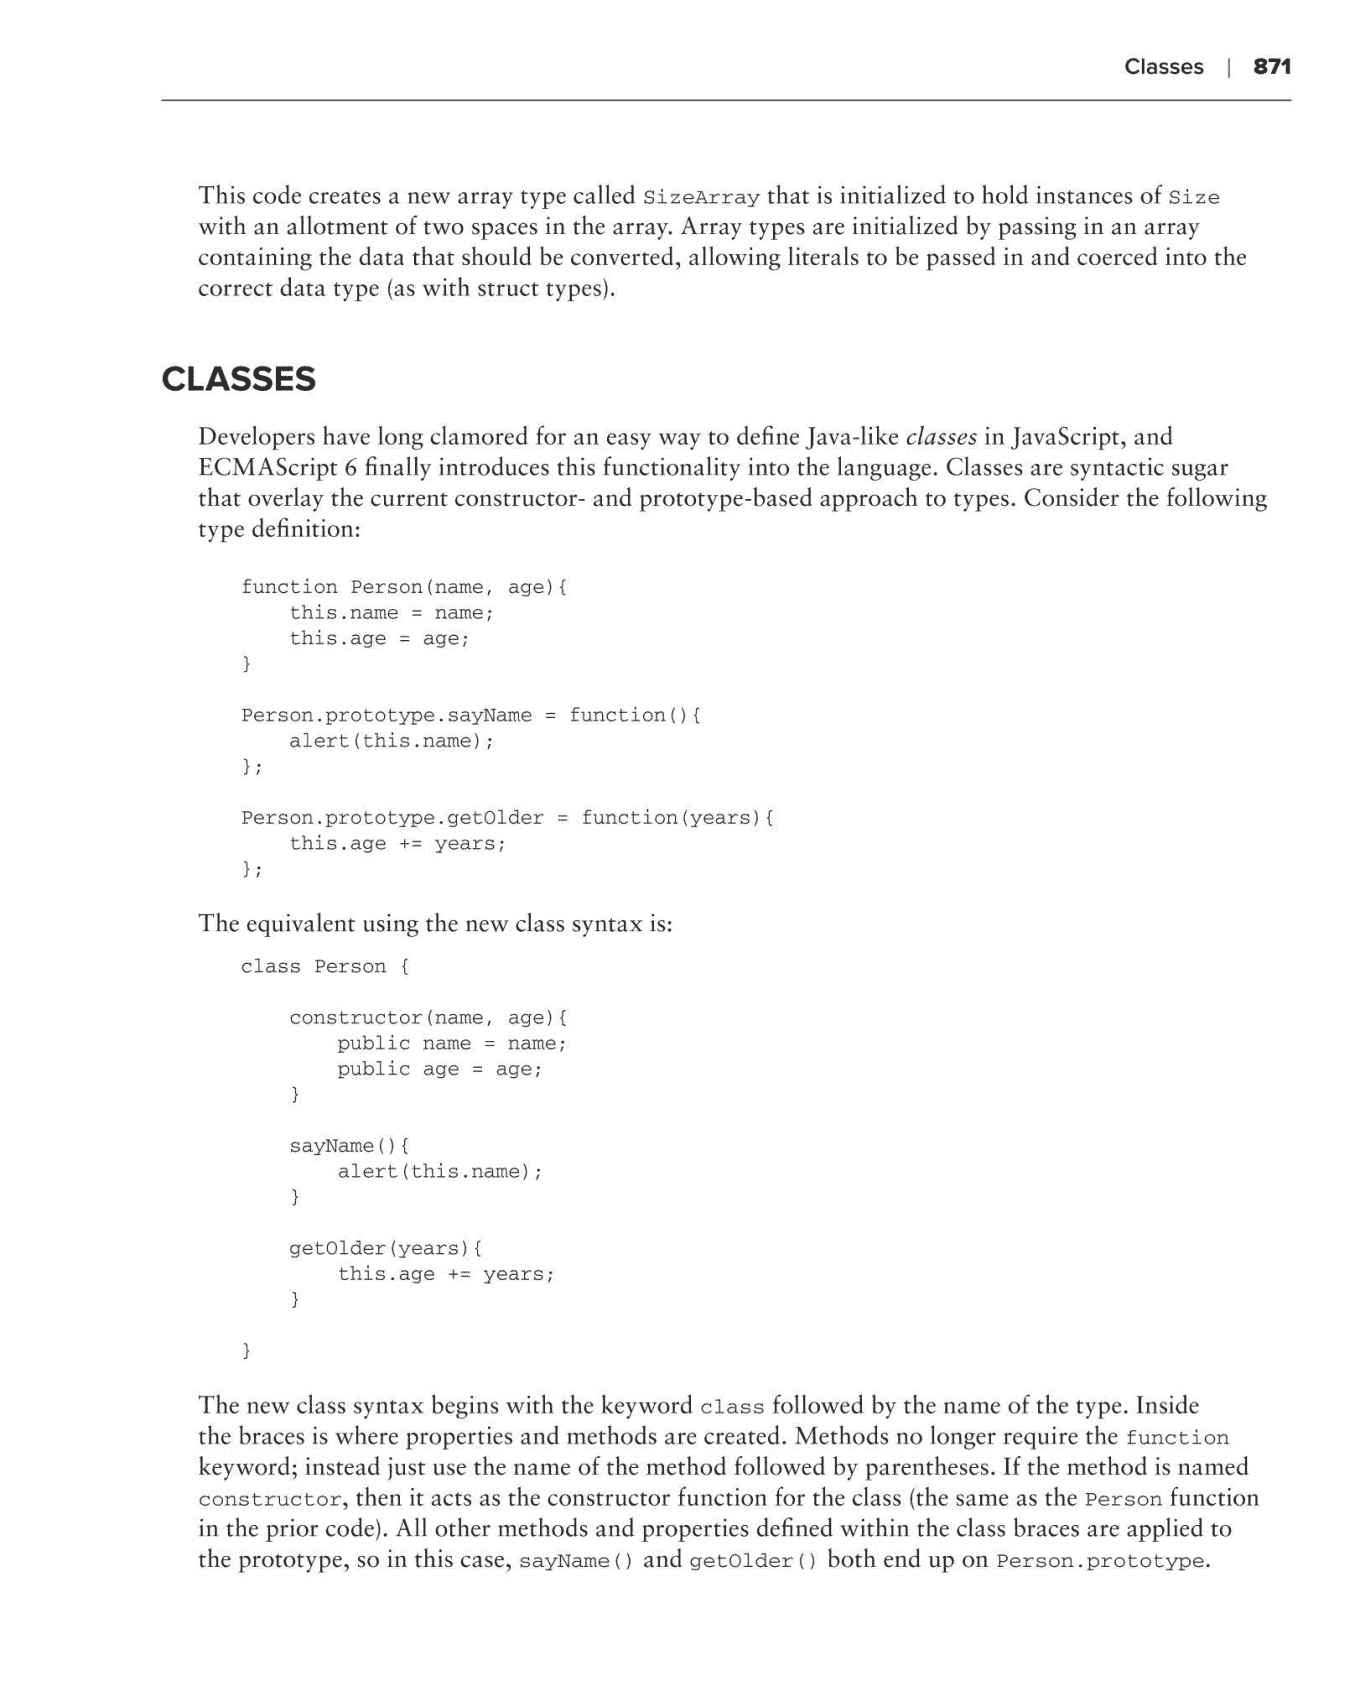 Classes | 871
This code creates a new array type called SizeArray that is initialized to hold instances of Size
with an allotment of two spaces in the array. Array types are initialized by passing in an array
containing the data that should be converted, allowing literals to be passed in and coerced into the
correct data type (as with struct types).
CLASSES
Developers have long clamored for an easy way to define Java-like classes in JavaScript, and
ECMAScript 6 finally introduces this functionality into the language. Classes are syntactic sugar
that overlay the current constructor- and prototype-based approach to types. Consider the following
type definition:
function Person(name, age){
    this.name = name;
    this.age = age;
}
Person.prototype.sayName = function(){
    alert(this.name);
};
Person.prototype.getOlder = function(years){
    this.age += years;
};
The equivalent using the new class syntax is:
class Person {
    constructor(name, age){
        public name = name;
        public age = age;
    }
    sayName(){
        alert(this.name);
    }
    getOlder(years){
        this.age += years;
    }
}
The new class syntax begins with the keyword class followed by the name of the type. Inside
the braces is where properties and methods are created. Methods no longer require the function
keyword; instead just use the name of the method followed by parentheses. If the method is named
constructor, then it acts as the constructor function for the class (the same as the Person function
in the prior code). All other methods and properties defined within the class braces are applied to
the prototype, so in this case, sayName() and getOlder() both end up on Person.prototype.